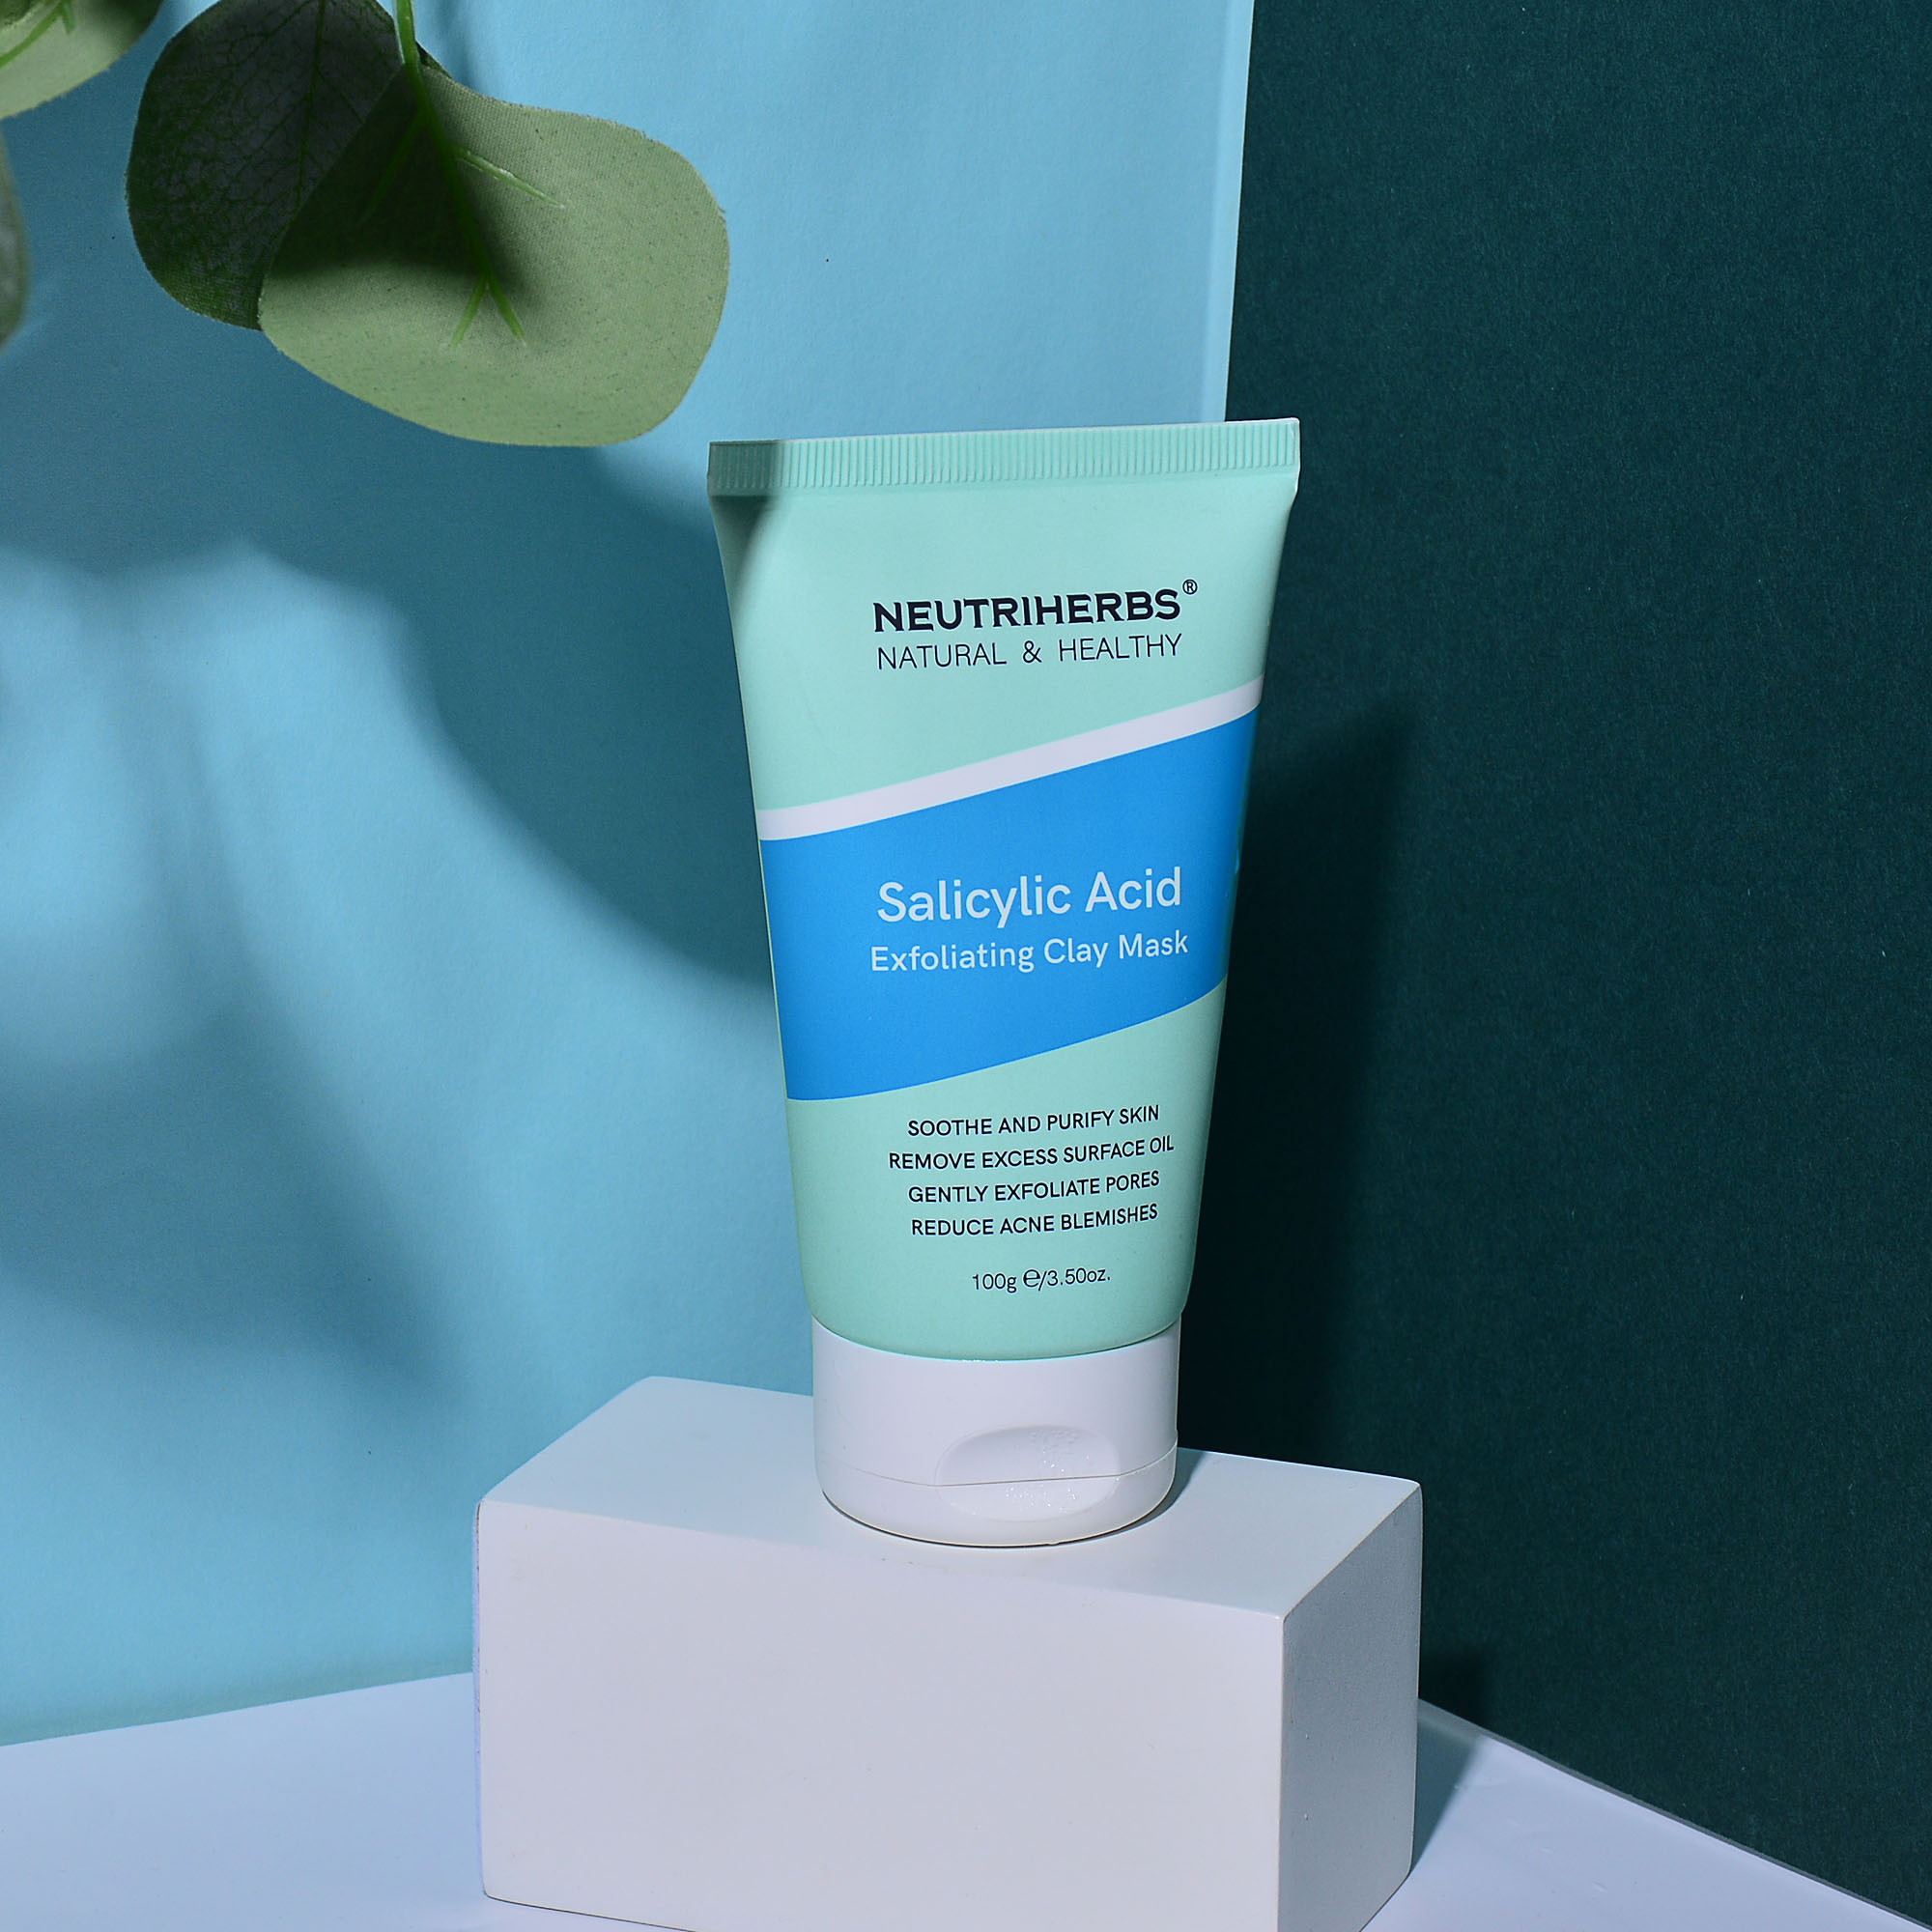 NEUTRIHERBS®
NATURAL & HEALTHY
Salicylic Acid
Exfoliating Clay Mask
SOOTHE AND PURIFY SKIN
REMOVE EXCESS SURFACE OIL
GENTLY EXFOLIATE PORES
REDUCE ACNE BLEMISHES
100g ℮/3.50oz.